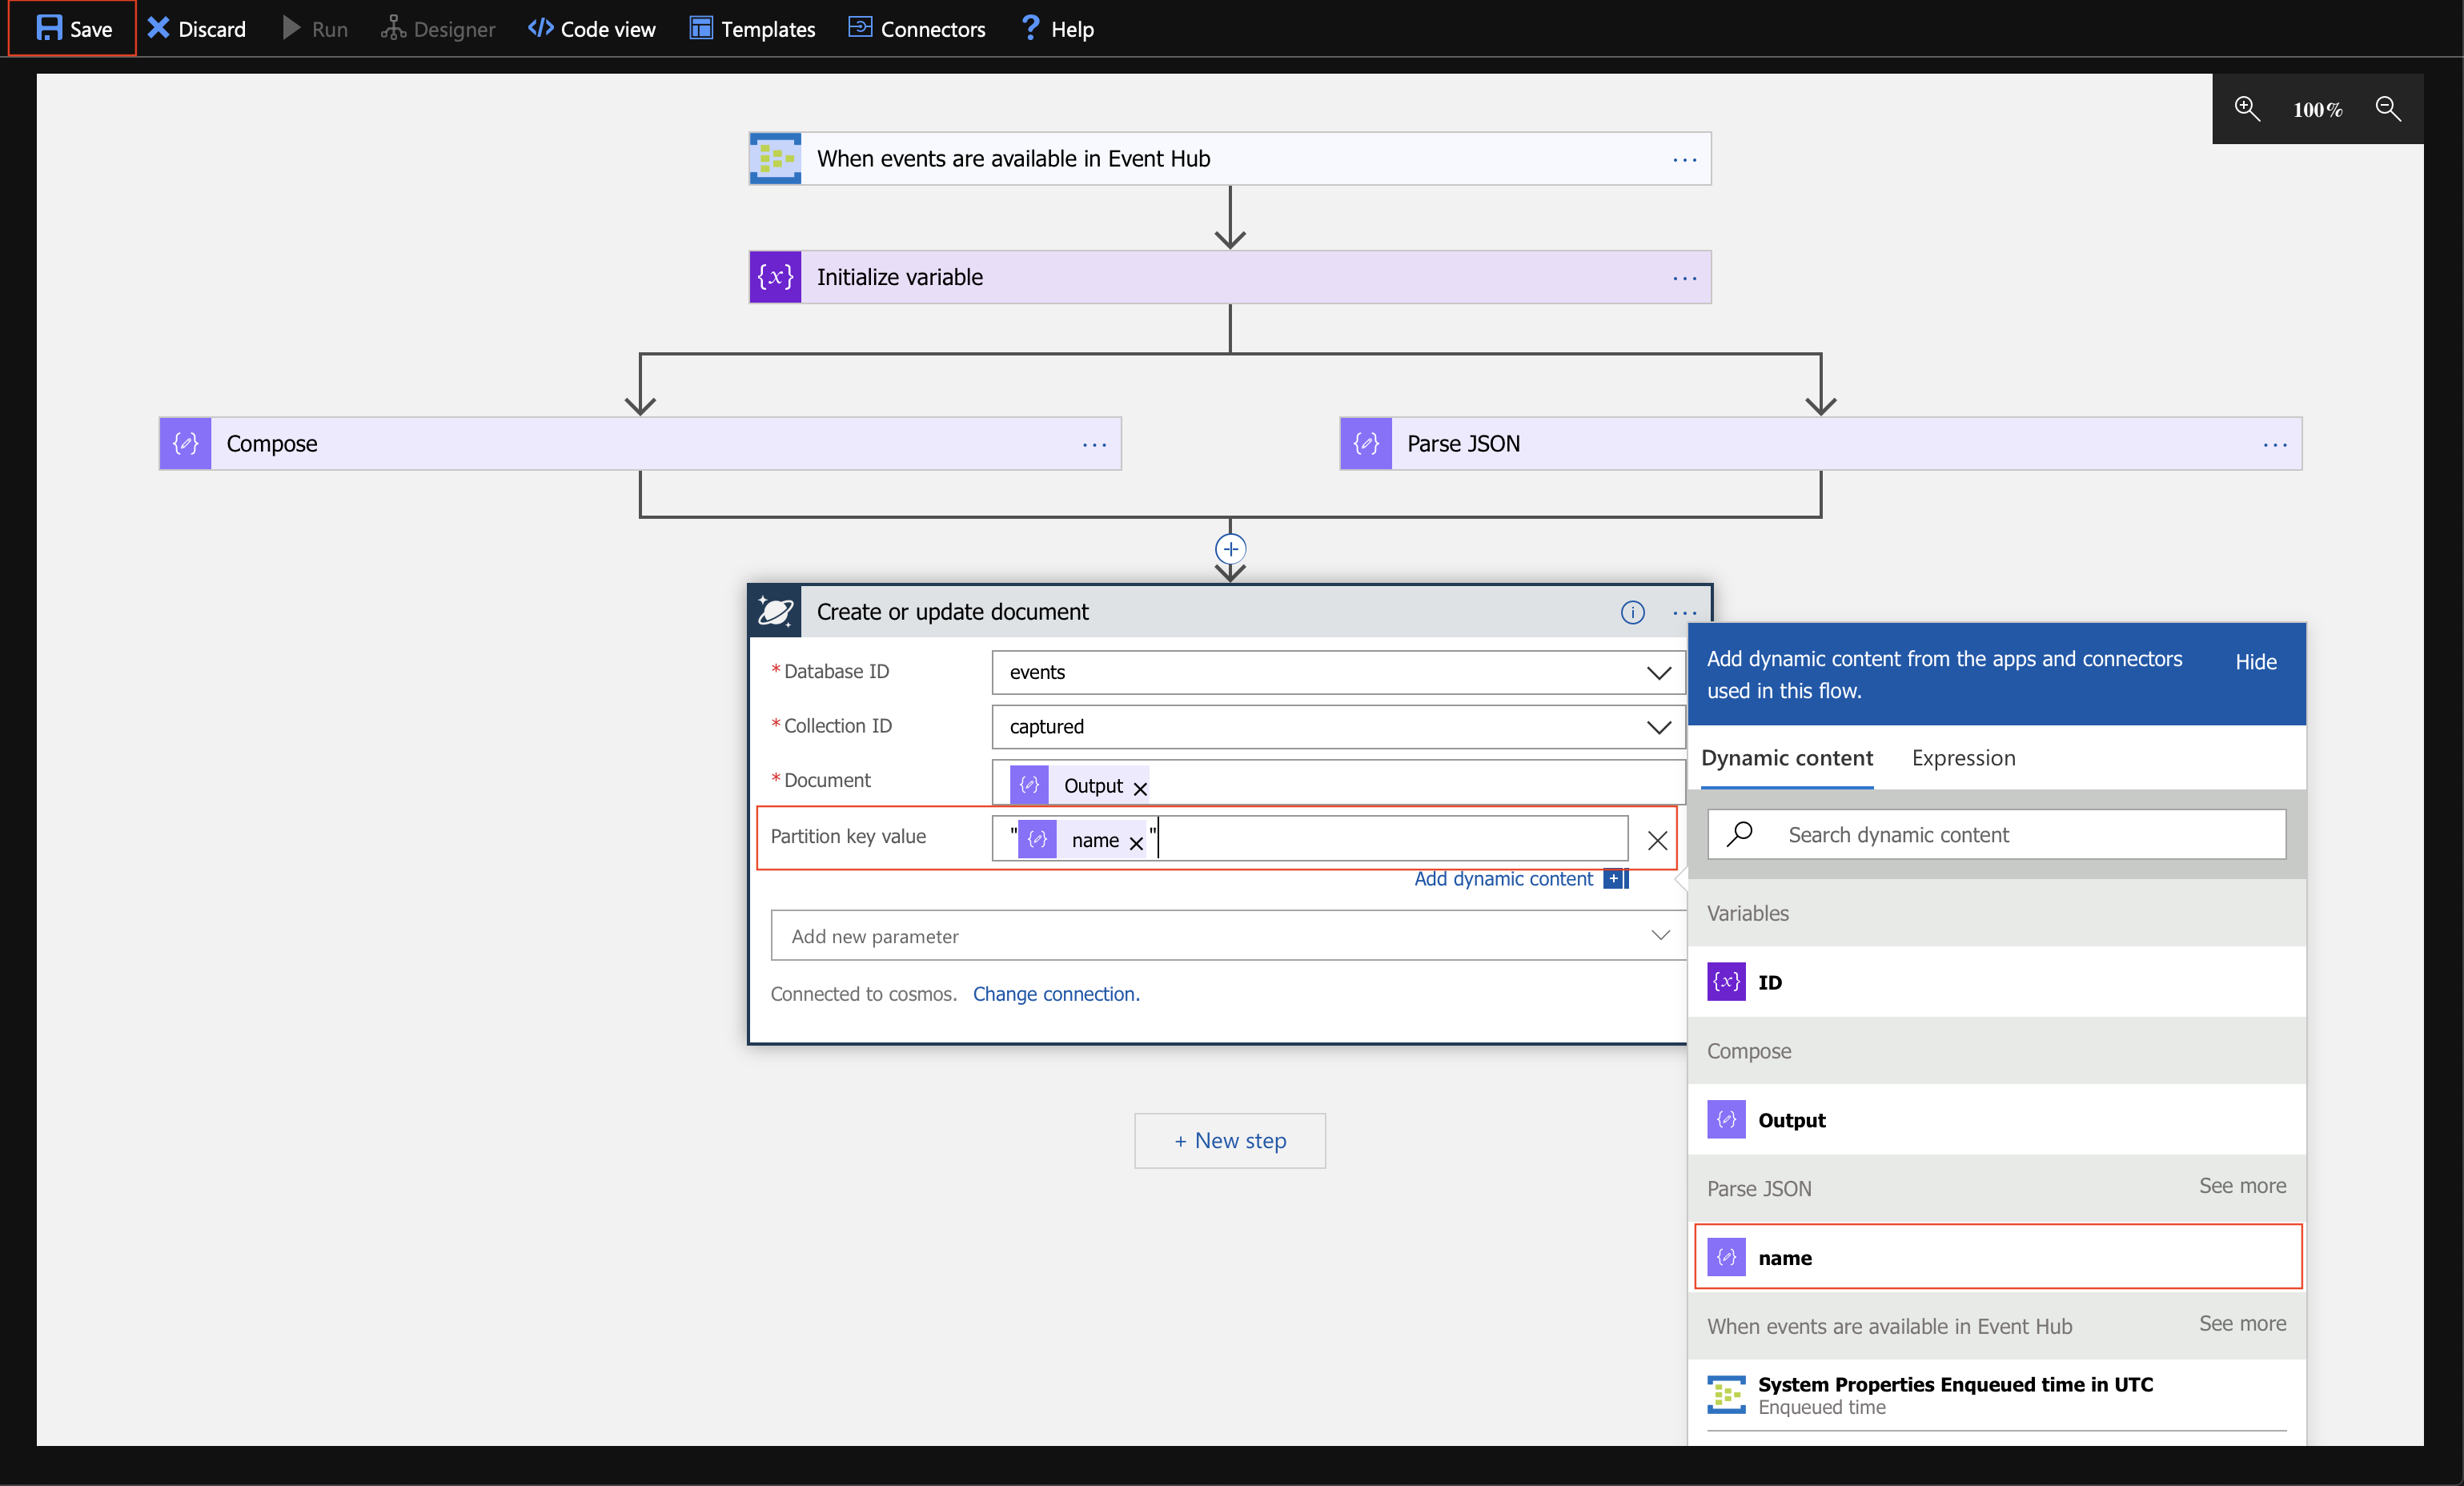 Save Discard Run Designer </> Code view Templates Connectors ? Help
100%
When events are available in Event Hub ...
{x} Initialize variable ...
Compose ...
Parse JSON ...
Create or update document ...
* Database ID events
* Collection ID captured
* Document Output ×
Partition key value " name × "
Add dynamic content +
Add new parameter
Connected to cosmos. Change connection.
+ New step
Add dynamic content from the apps and connectors
used in this flow.
Hide
Dynamic content Expression
Search dynamic content
Variables
{x} ID
Compose
Output
Parse JSON See more
name
When events are available in Event Hub See more
System Properties Enqueued time in UTC
Enqueued time